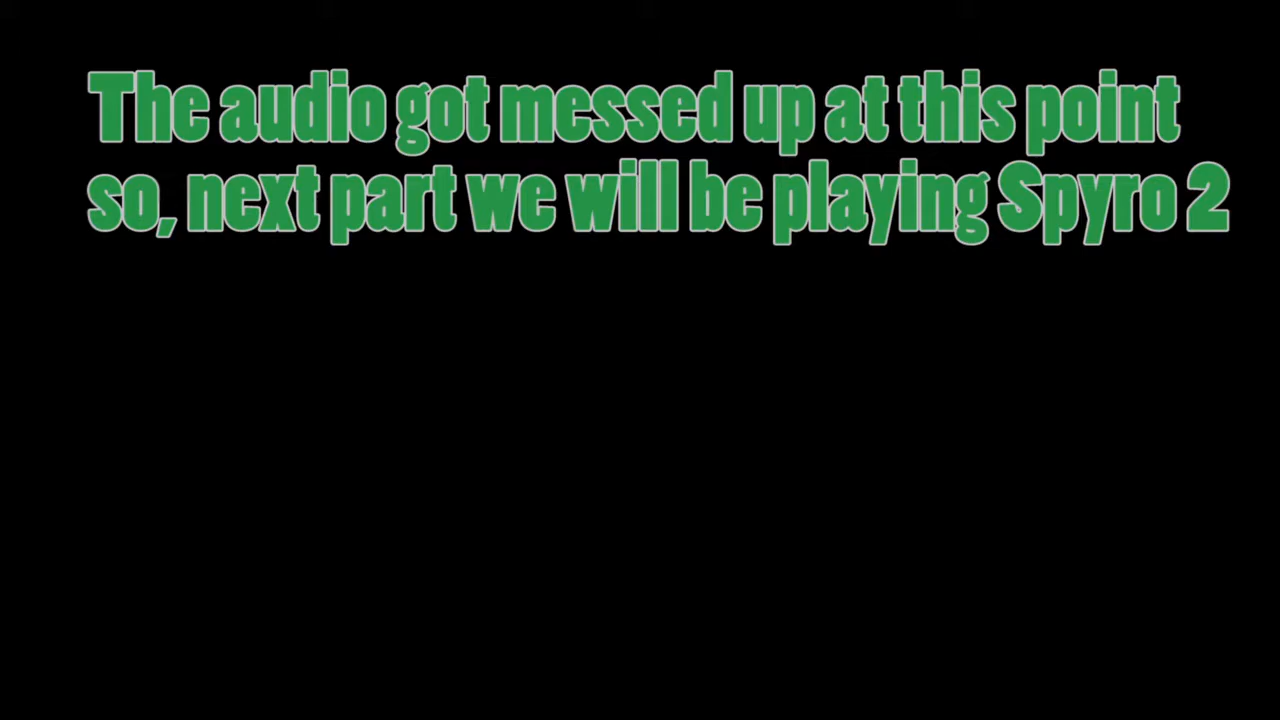 The audio got messed up at this point
so, next part we will be playing Spyro 2